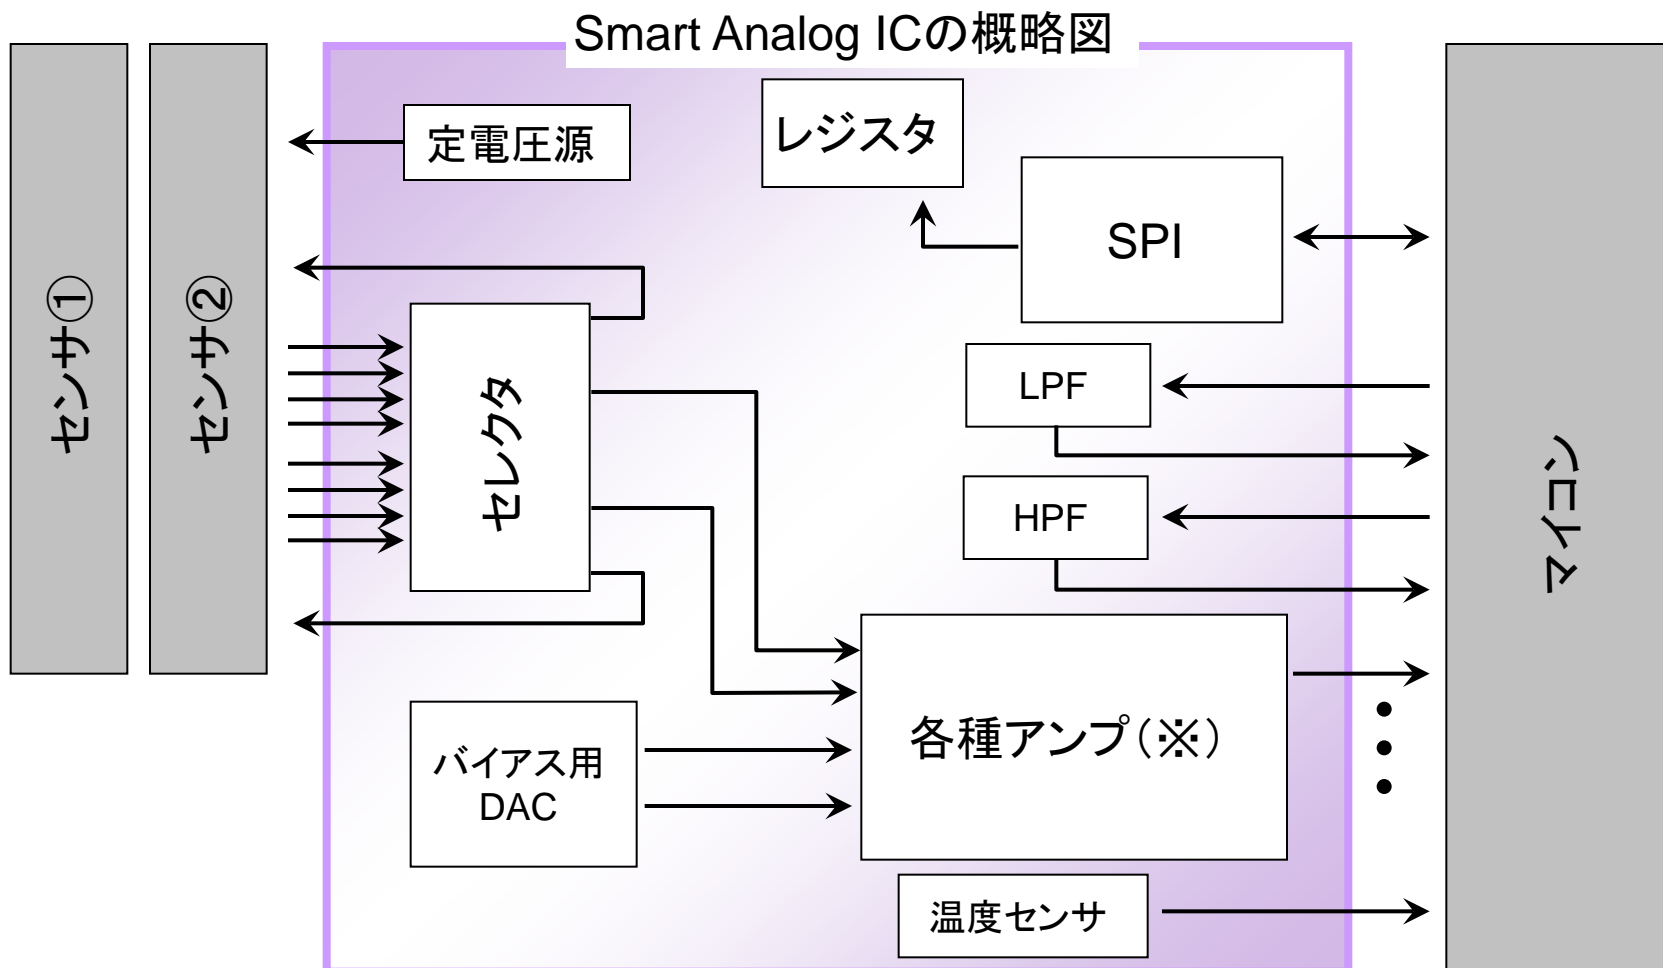 Smart Analog ICの概略図
センサ①
センサ②
定電圧源
レジスタ
SPI
セレクタ
LPF
HPF
マイコン
各種アンプ(※)
バイアス用
DAC
温度センサ